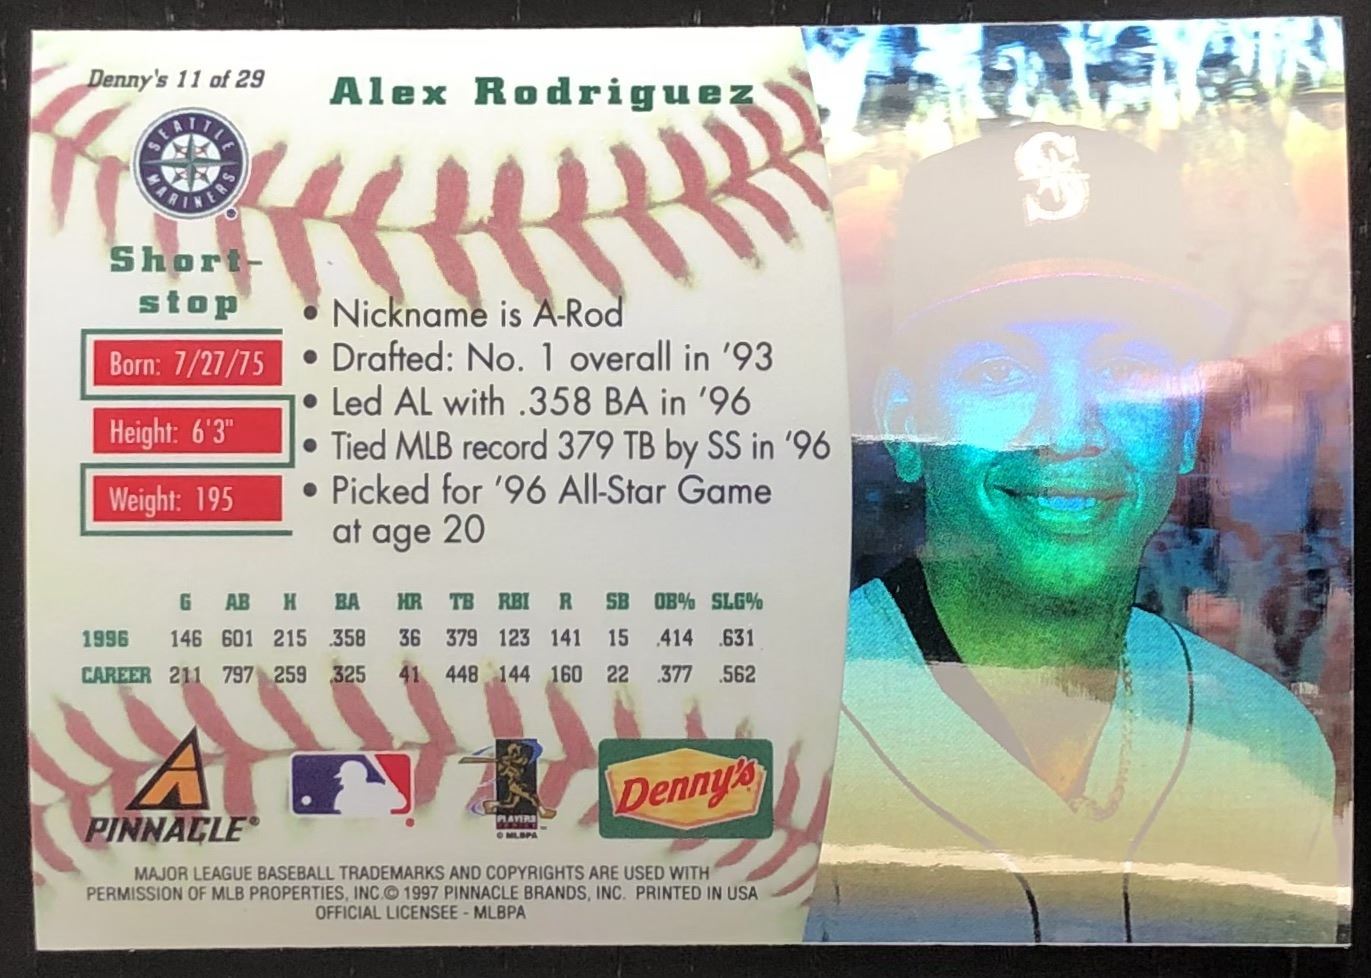 Denny's 11 of 29
Alex Rodriguez
SEATTLE
MARINERS
S
Short-
stop
Born: 7/27/75
Height: 6'3"
Weight: 195
• Nickname is A-Rod
• Drafted: No. 1 overall in '93
• Led AL with .358 BA in '96
• Tied MLB record 379 TB by SS in '96
• Picked for '96 All-Star Game
at age 20
G AB H BA HR TB RBI R SB OB% SLG%
1996 146 601 215 .358 36 379 123 141 15 .414 .631
CAREER 211 797 259 .325 41 448 144 160 22 .377 .562
PINNACLE®
PLAYERS
CHOICE
© MLBPA
Denny's
MAJOR LEAGUE BASEBALL TRADEMARKS AND COPYRIGHTS ARE USED WITH
PERMISSION OF MLB PROPERTIES, INC.© 1997 PINNACLE BRANDS, INC. PRINTED IN USA
OFFICIAL LICENSEE - MLBPA